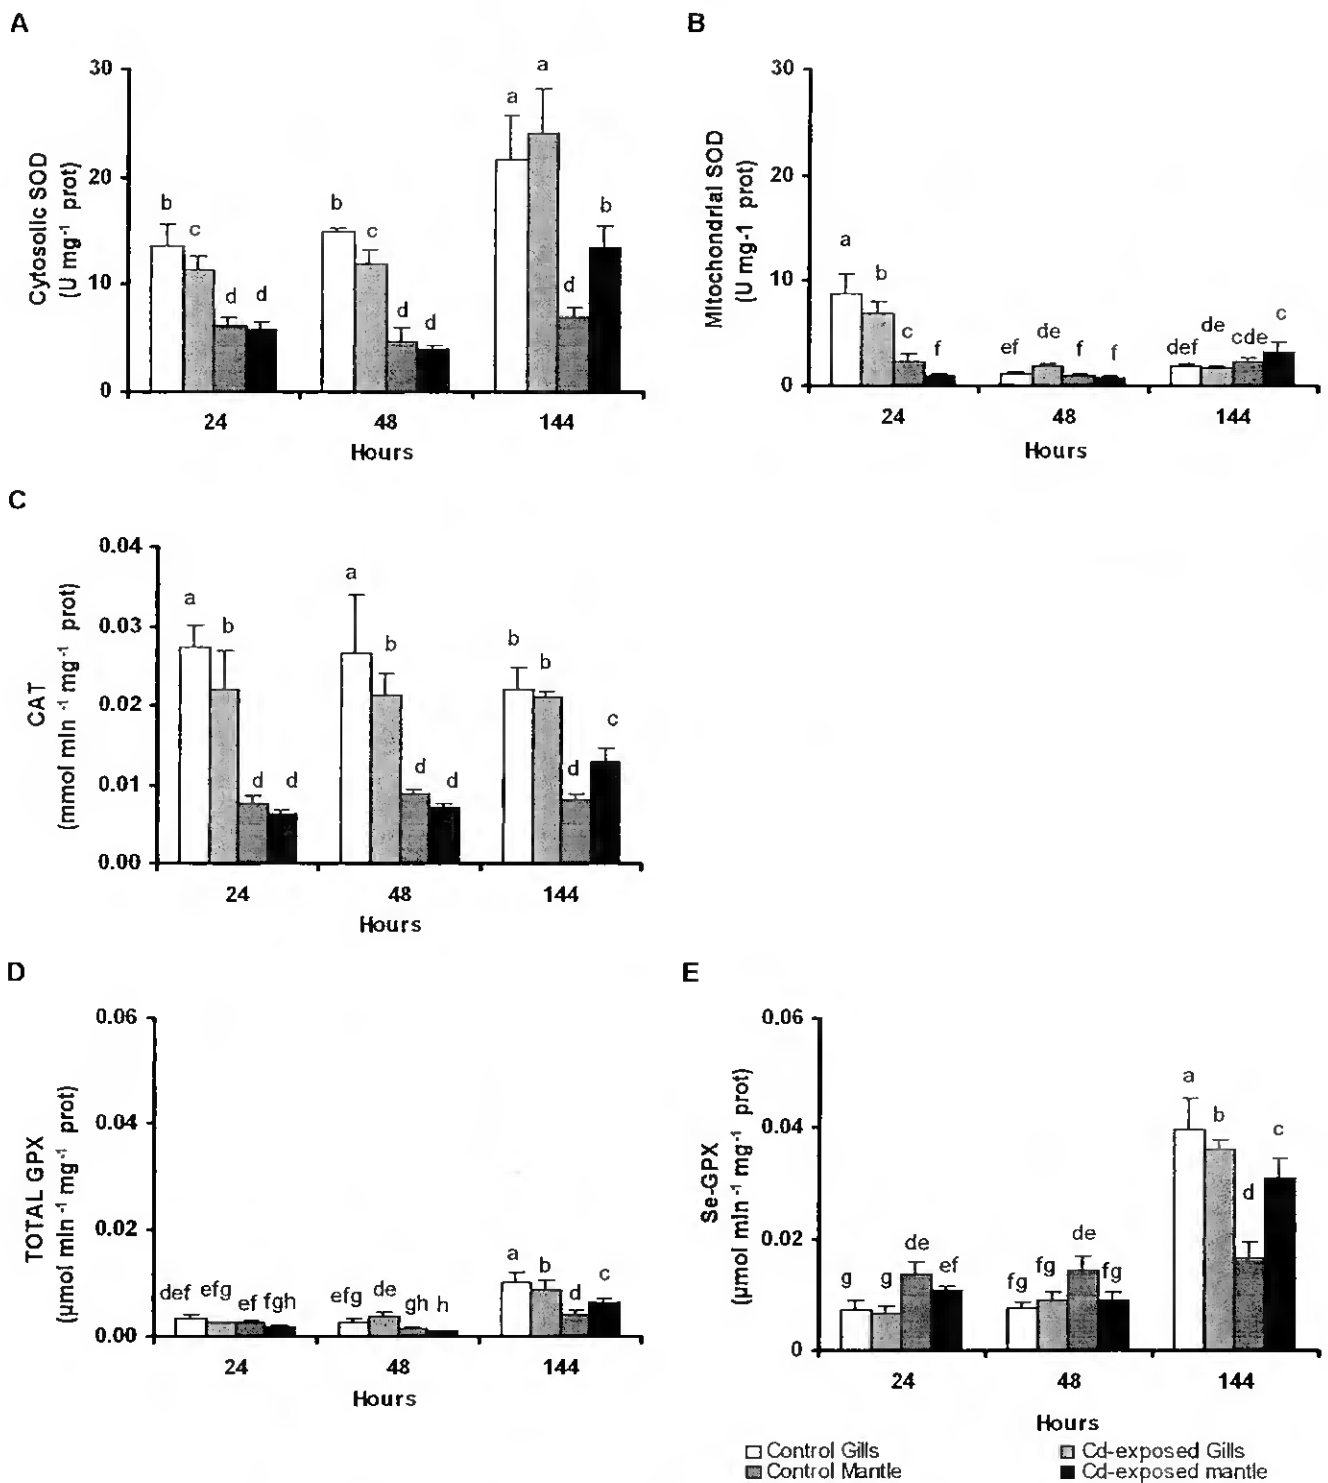 A
Cytosolic SOD
(U mg⁻¹ prot)
30
20
10
0
b
c
d
d
b
c
d
d
a
a
d
b
24
48
144
Hours
B
Mitochondrial SOD
(U mg-1 prot)
30
20
10
0
a
b
c
f
ef
de
f
f
def
de
cde
c
24
48
144
Hours
C
CAT
(mmol min⁻¹ mg⁻¹ prot)
0.04
0.03
0.02
0.01
0.00
a
b
d
d
a
b
d
d
b
b
d
c
24
48
144
Hours
D
TOTAL GPX
(µmol min⁻¹ mg⁻¹ prot)
0.06
0.04
0.02
0.00
def
efg
ef
fgh
efg
de
gh
h
a
b
d
c
24
48
144
Hours
E
Se-GPX
(µmol min⁻¹ mg⁻¹ prot)
0.06
0.04
0.02
0
g
g
de
ef
fg
fg
de
fg
a
b
d
c
24
48
144
Hours
Control Gills
Cd-exposed Gills
Control Mantle
Cd-exposed mantle